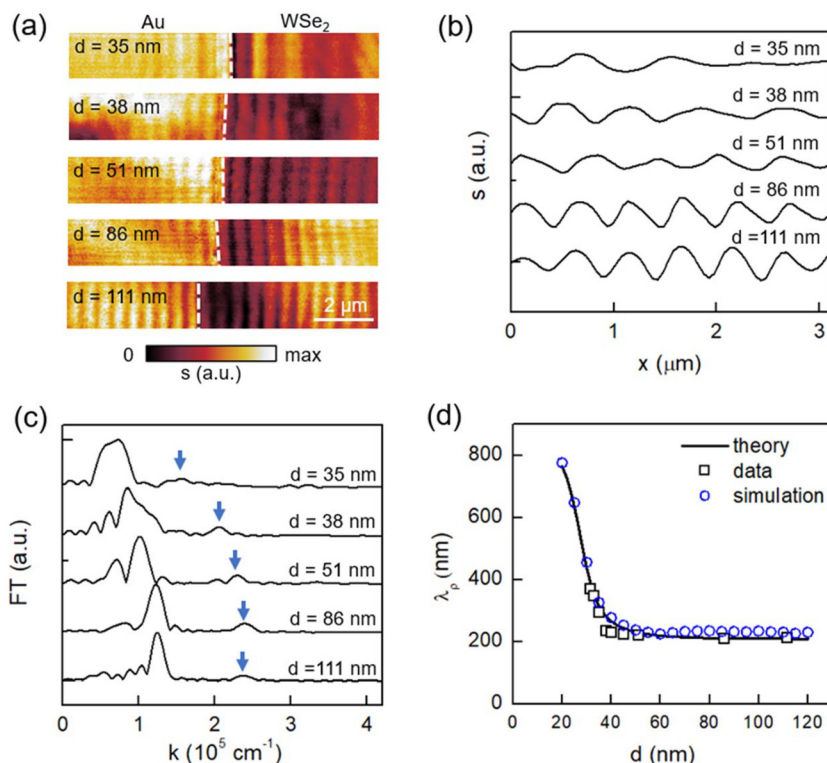 (a)
Au WSe₂
d = 35 nm
d = 38 nm
d = 51 nm
d = 86 nm
d = 111 nm
2 μm
0 max
s (a.u.)
(b)
d = 35 nm
d = 38 nm
d = 51 nm
d = 86 nm
d =111 nm
s (a.u.)
0 1 2 3
x (μm)
(c)
d = 35 nm
d = 38 nm
d = 51 nm
d = 86 nm
d =111 nm
FT (a.u.)
0 1 2 3 4
k (10⁵ cm⁻¹)
(d)
800
600
400
200
0
theory
data
simulation
λρ (nm)
0 20 40 60 80 100 120
d (nm)